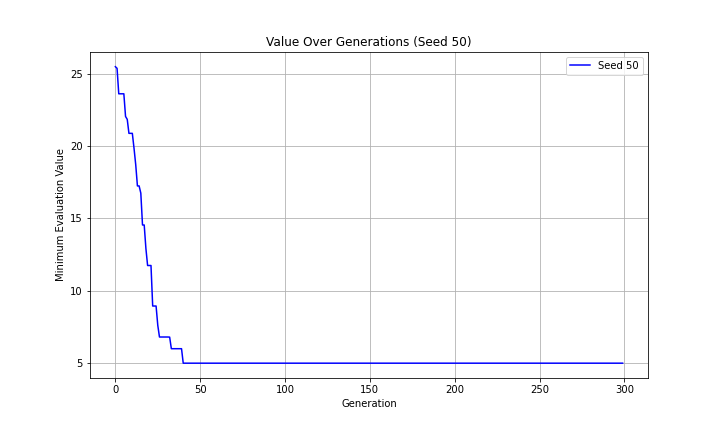 Value Over Generations (Seed 50)
Seed 50
25
20
15
10
5
Minimum Evaluation Value
0 50 100 150 200 250 300
Generation